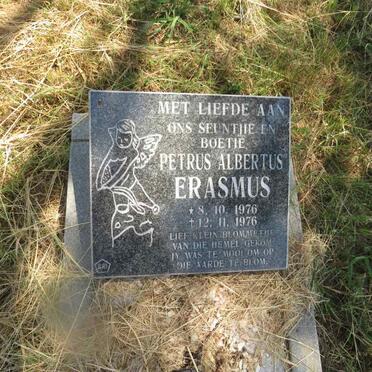 MET LIEFDE AAN
ONS SEUNTJIE EN
BOETIE
PETRUS ALBERTUS
ERASMUS
* 8. 10. 1976
+ 12. 11. 1976
LIEF KLEIN BLOMMETJIE
VAN DIE HEMEL GEKOM
JY WAS TE MOOI OM OP
DIE AARDE TE BLOM.